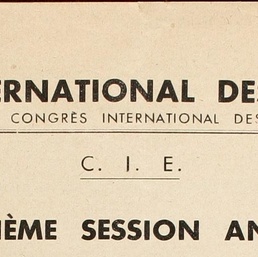 ERNATIONAL DES
CONGRÈS INTERNATIONAL DES
C. I. E.
IÈME SESSION AN